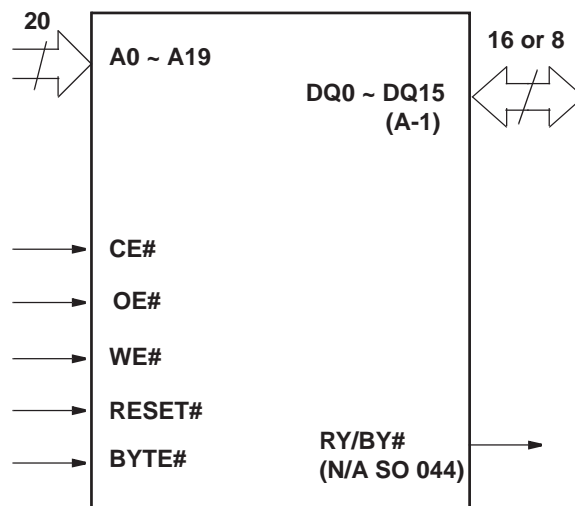 20
A0 ~ A19
16 or 8
DQ0 ~ DQ15
(A-1)
CE#
OE#
WE#
RESET#
BYTE#
RY/BY#
(N/A SO 044)